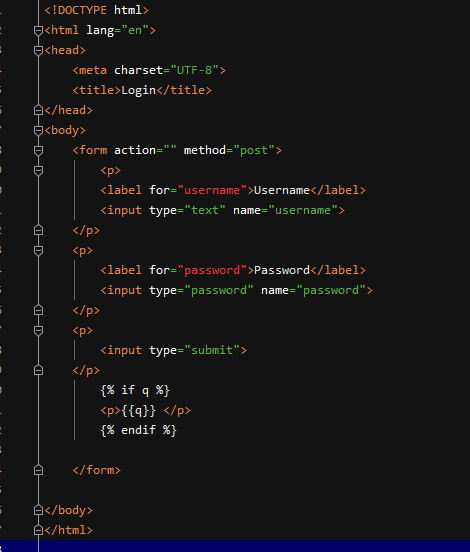 <!DOCTYPE html>
<html lang="en">
<head>
    <meta charset="UTF-8">
    <title>Login</title>
</head>
<body>
    <form action="" method="post">
        <p>
        <label for="username">Username</label>
        <input type="text" name="username">
    </p>
    <p>
        <label for="password">Password</label>
        <input type="password" name="password">
    </p>
    <p>
        <input type="submit">
    </p>
        {% if q %}
        <p>{{q}} </p>
        {% endif %}
    </form>
</body>
</html>